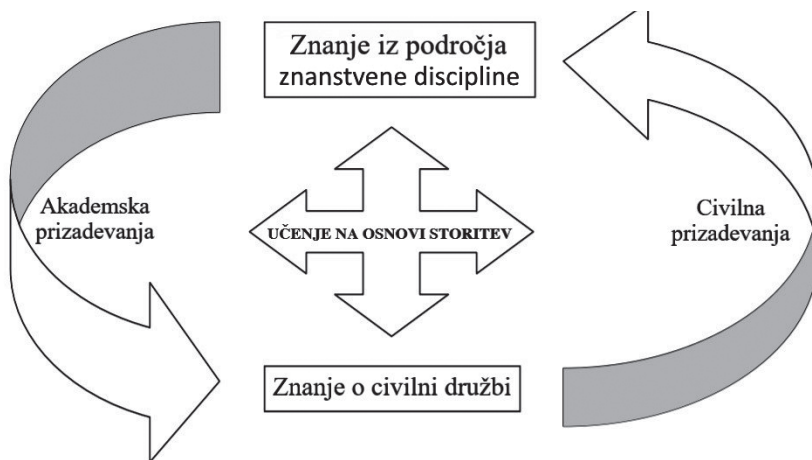 Znanje iz področja
znanstvene discipline
Akademska
prizadevanja
UČENJE NA OSNOVI STORITEV
Civilna
prizadevanja
Znanje o civilni družbi